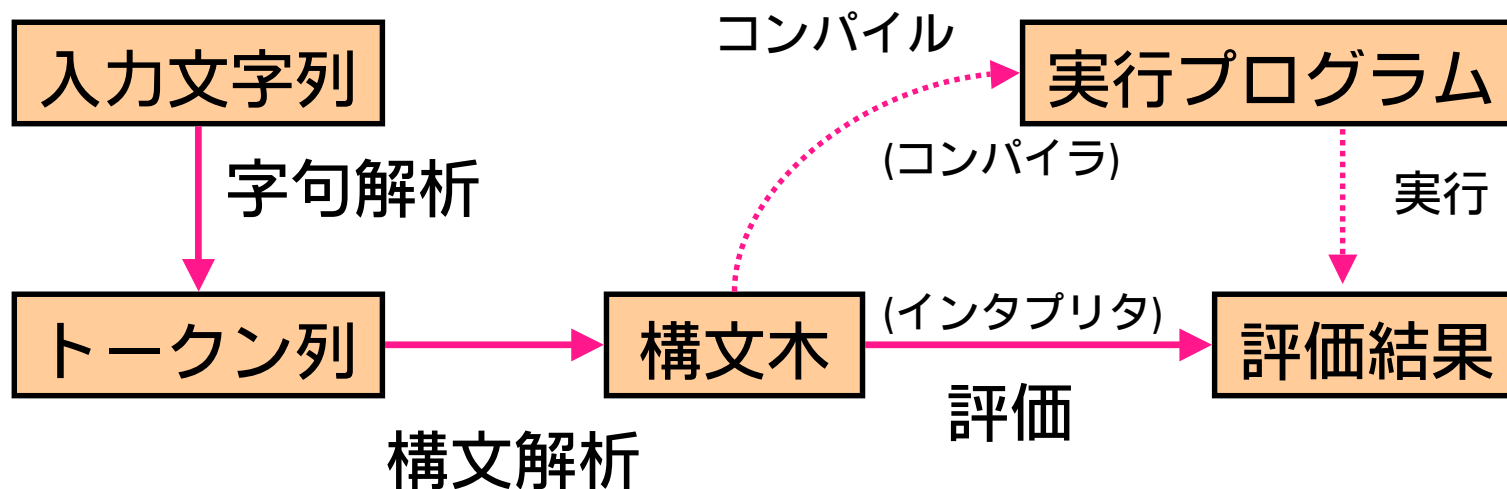 コンパイル
入力文字列
実行プログラム
(コンパイラ)
字句解析
実行
(インタプリタ)
トークン列
構文木
評価結果
評価
構文解析